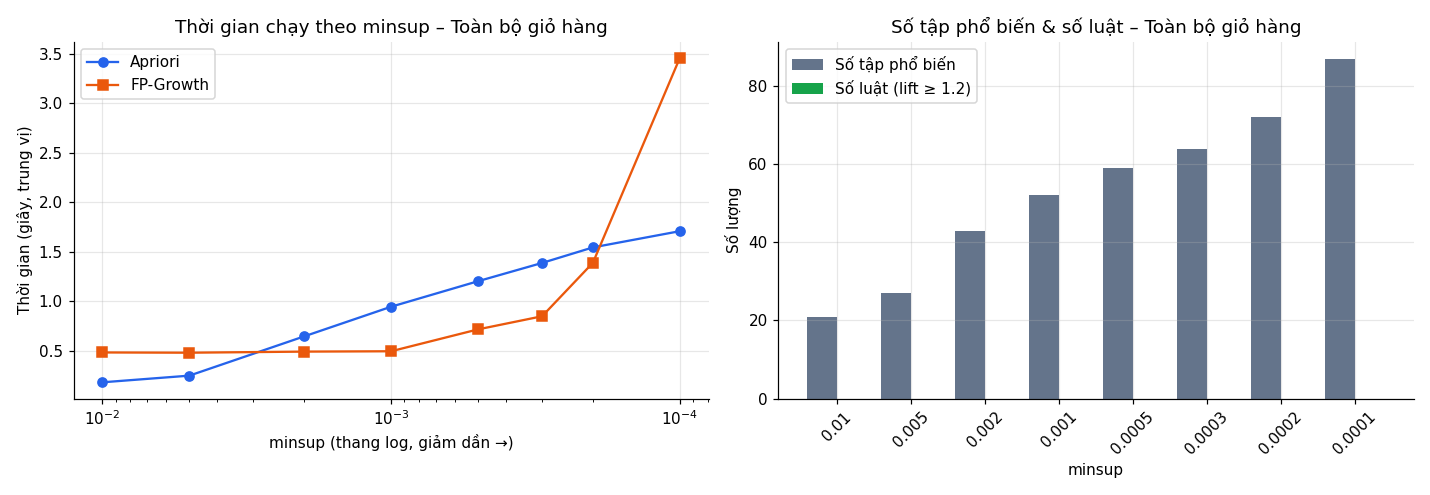 Thời gian chạy theo minsup – Toàn bộ giỏ hàng
Apriori
FP-Growth
Thời gian (giây, trung vị)
3.5
3.0
2.5
2.0
1.5
1.0
0.5
10⁻²
10⁻³
10⁻⁴
minsup (thang log, giảm dần →)
Số tập phổ biến & số luật – Toàn bộ giỏ hàng
Số tập phổ biến
Số luật (lift ≥ 1.2)
Số lượng
80
60
40
20
0
0.01
0.005
0.002
0.001
0.0005
0.0003
0.0002
0.0001
minsup